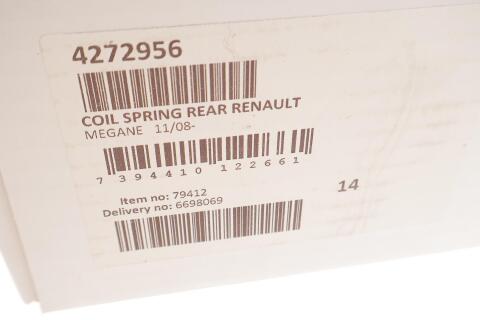 4272956
COIL SPRING REAR RENAULT
MEGANE 11/08-
7 394410 122661
Item no: 79412
Delivery no: 6698069
14